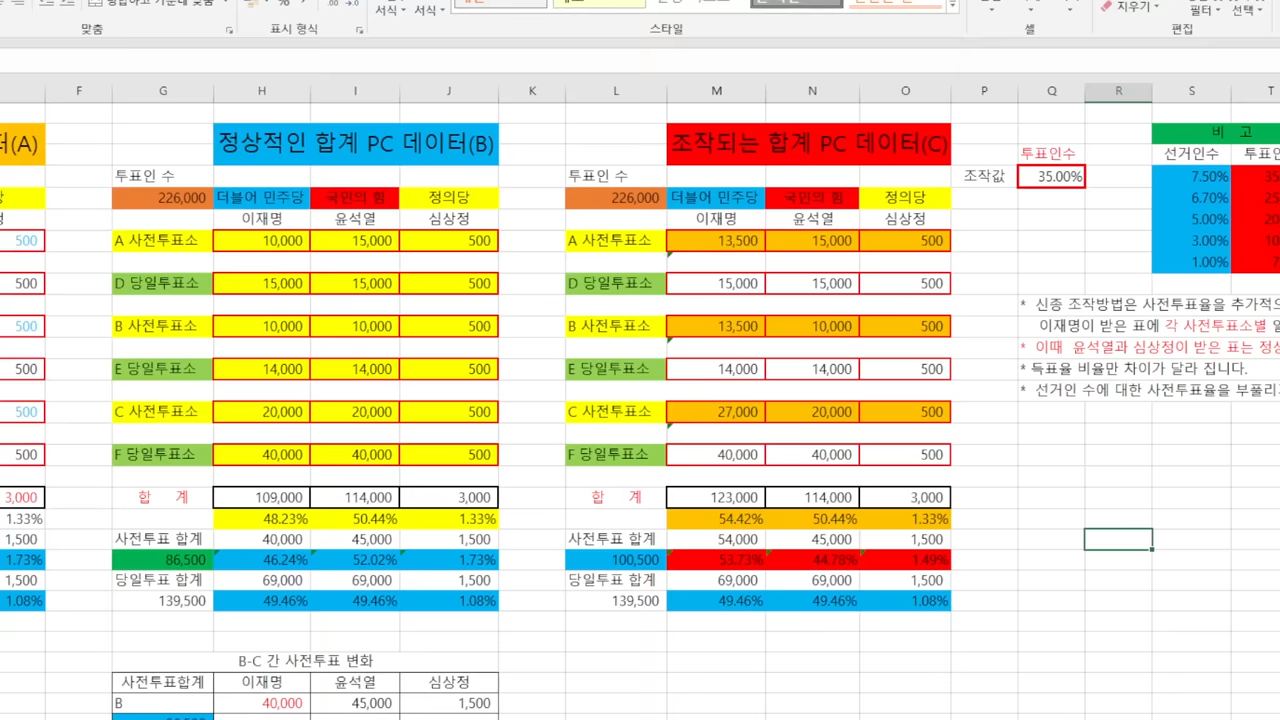 맞춤 표시 형식 서식 서식 스타일 셀 지우기 필터 선택 편집
F G H I J K L M N O P Q R S T
터(A) 정상적인 합계 PC 데이터(B) 조작되는 합계 PC 데이터(C) 비 고
투표인수 선거인수
투표인 수 투표인 수 조작값 35.00% 7.50%
226,000 더불어 민주당 국민의 힘 정의당 226,000 더불어 민주당 국민의 힘 정의당 6.70%
이재명 윤석열 심상정 이재명 윤석열 심상정 5.00%
500 A 사전투표소 10,000 15,000 500 A 사전투표소 13,500 15,000 500 3.00%
1.00%
500 D 당일투표소 15,000 15,000 500 D 당일투표소 15,000 15,000 500
* 신종 조작방법은 사전투표율을 추가적으
500 B 사전투표소 10,000 10,000 500 B 사전투표소 13,500 10,000 500 이재명이 받은 표에 각 사전투표소별
* 이때 윤석열과 심상정이 받은 표는 정상
500 E 당일투표소 14,000 14,000 500 E 당일투표소 14,000 14,000 500 * 득표율 비율만 차이가 달라 집니다.
* 선거인 수에 대한 사전투표율을 부풀리
500 C 사전투표소 20,000 20,000 500 C 사전투표소 27,000 20,000 500
500 F 당일투표소 40,000 40,000 500 F 당일투표소 40,000 40,000 500
3,000 합 계 109,000 114,000 3,000 합 계 123,000 114,000 3,000
1.33% 48.23% 50.44% 1.33% 54.42% 50.44% 1.33%
1,500 사전투표 합계 40,000 45,000 1,500 사전투표 합계 54,000 45,000 1,500
1.73% 86,500 46.24% 52.02% 1.73% 100,500 53.73% 44.78% 1.49%
1,500 당일투표 합계 69,000 69,000 1,500 당일투표 합계 69,000 69,000 1,500
1.08% 139,500 49.46% 49.46% 1.08% 139,500 49.46% 49.46% 1.08%
B-C 간 사전투표 변화
사전투표합계 이재명 윤석열 심상정
B 40,000 45,000 1,500